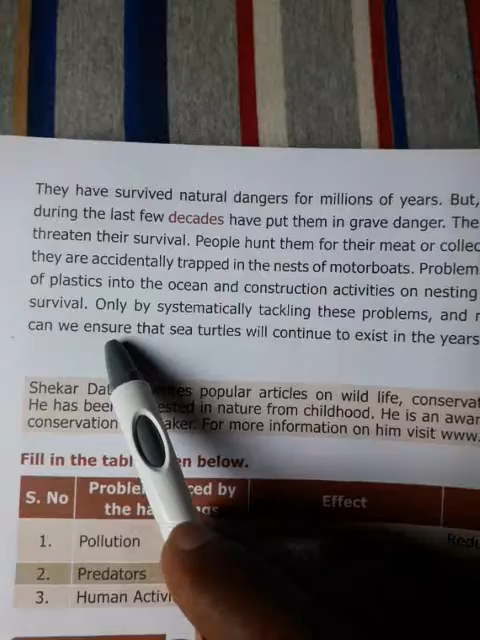 They have survived natural dangers for millions of years. But,
during the last few decades have put them in grave danger. The
threaten their survival. People hunt them for their meat or collec
they are accidentally trapped in the nests of motorboats. Problem
of plastics into the ocean and construction activities on nesting
survival. Only by systematically tackling these problems, and
can we ensure that sea turtles will continue to exist in the years
Shekar Dat popular articles on wild life, conservat
He has been in nature from childhood. He is an awar
conservation For more information on him visit www.
Fill in the tabl en below.
S. No Proble ced by Effect
the ha
1. Pollution Redu
2. Predators
3. Human Activi